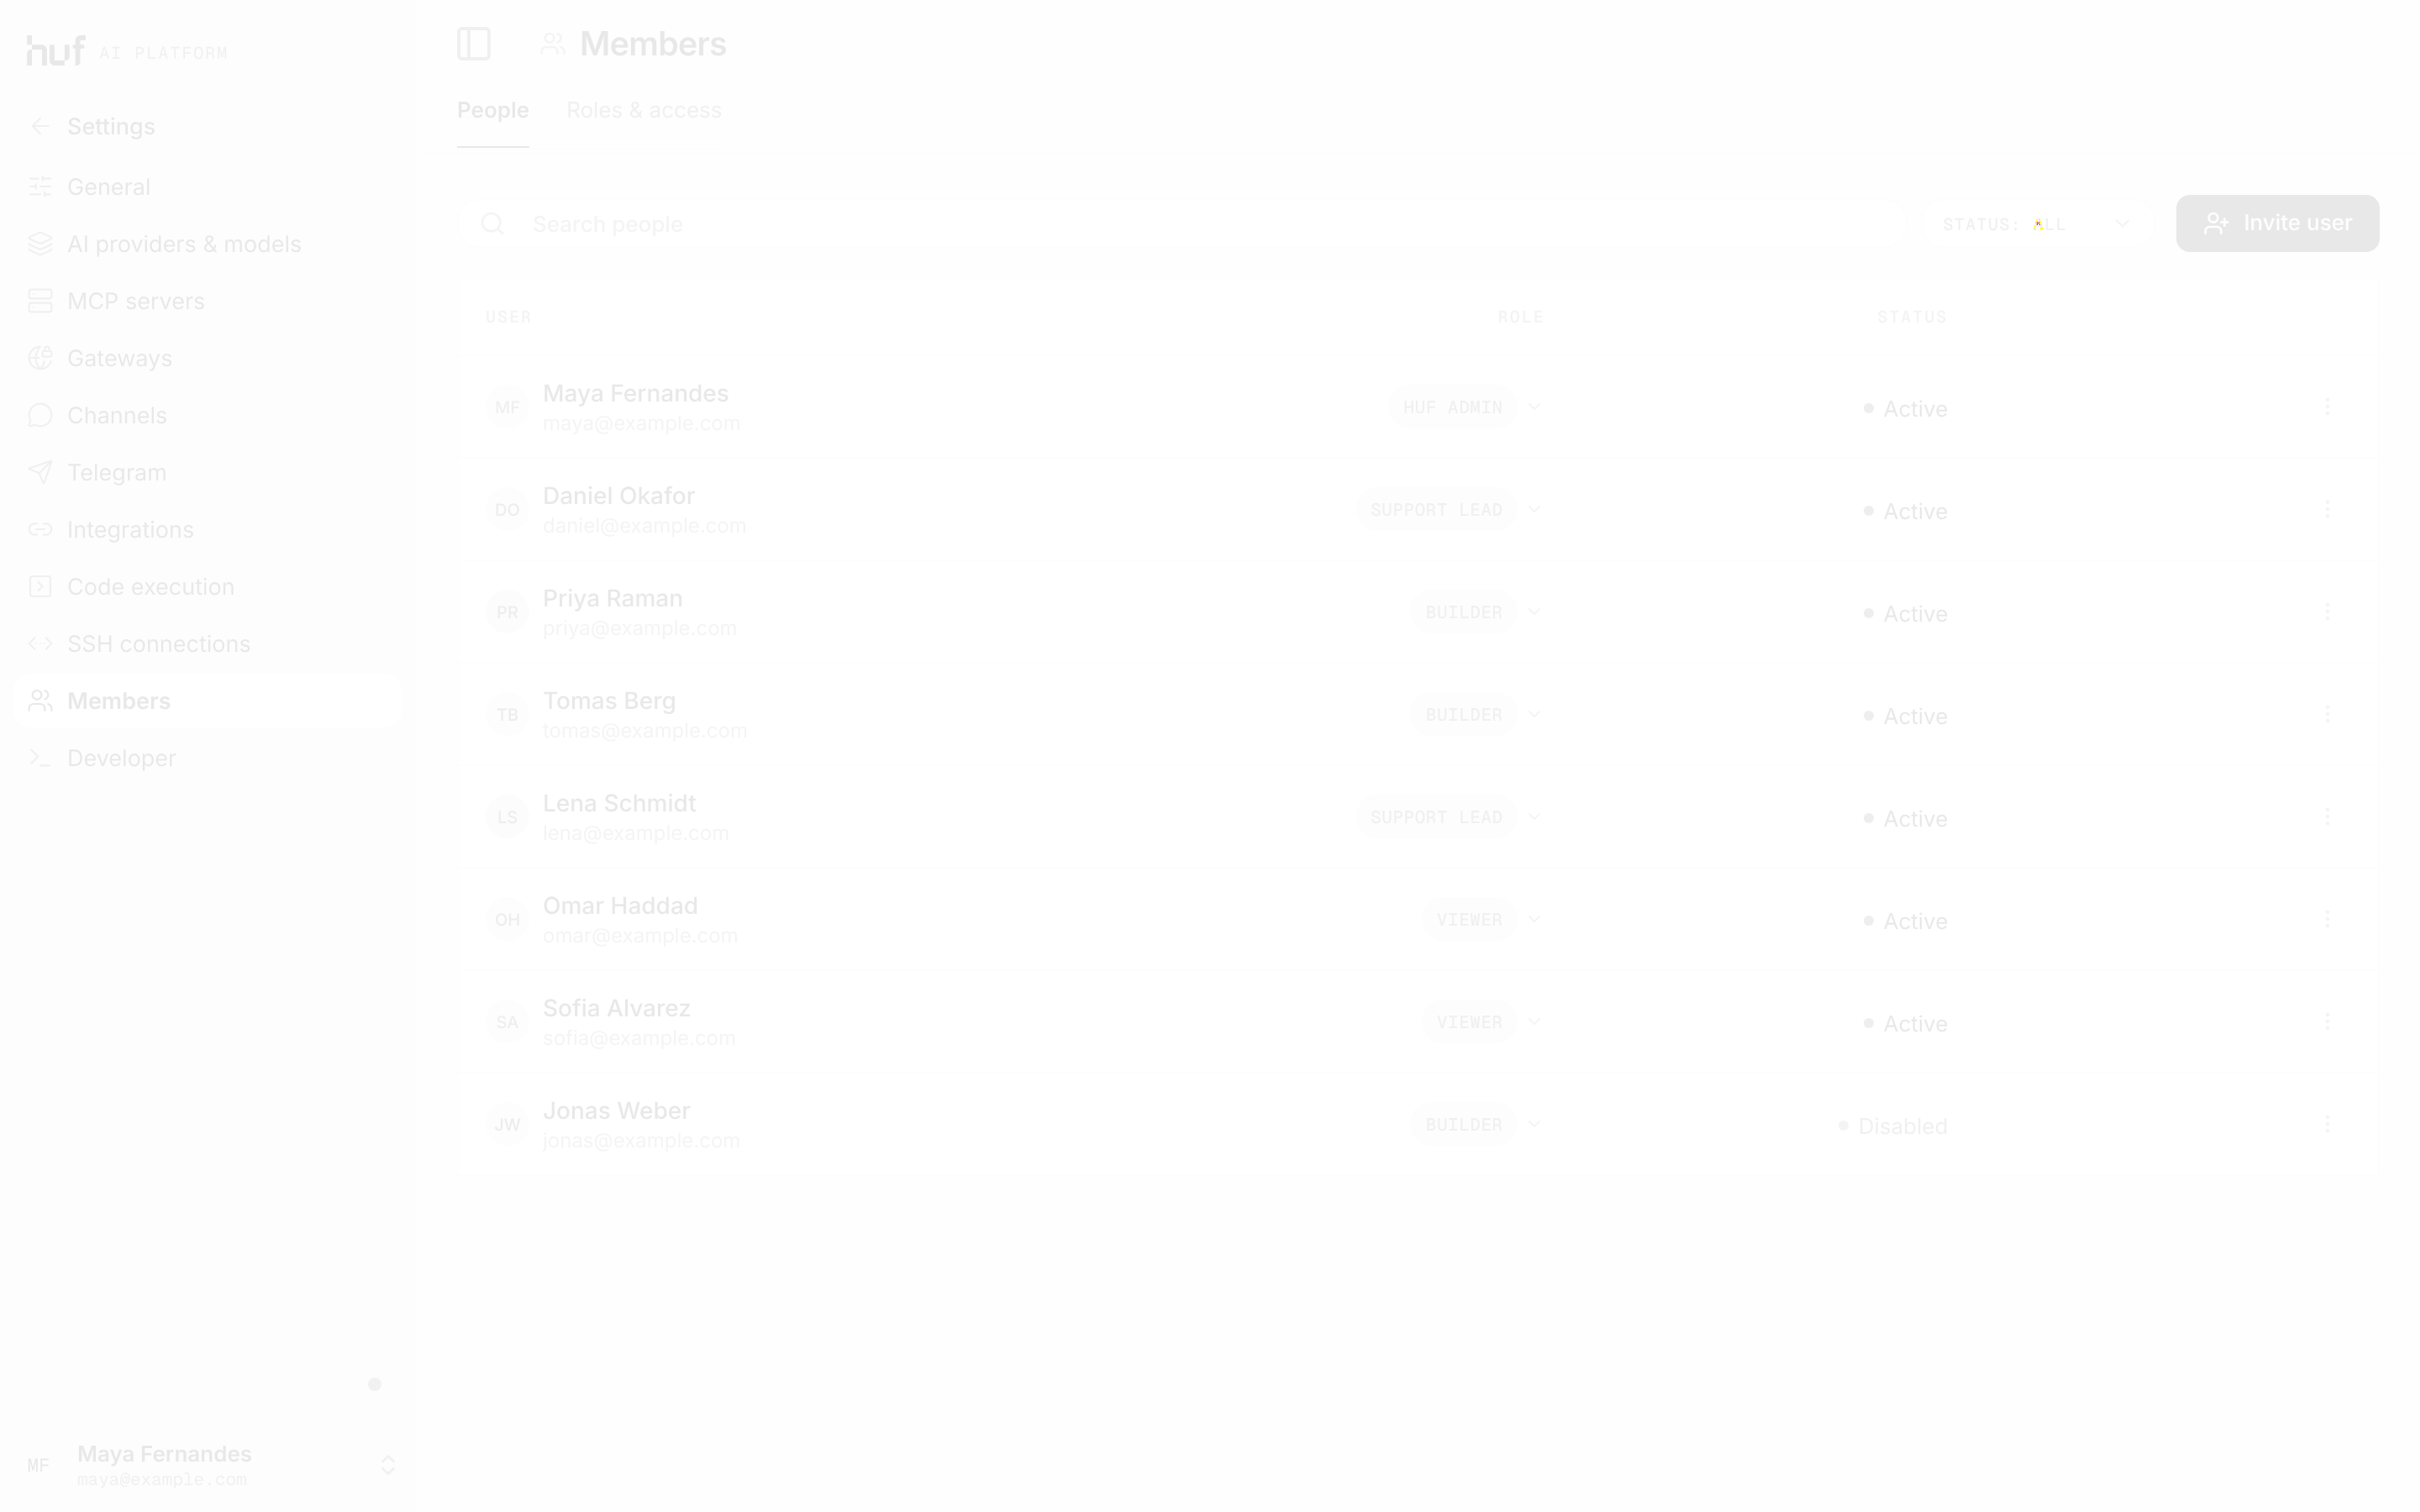 huf AI PLATFORM
Settings
General
AI providers & models
MCP servers
Gateways
Channels
Telegram
Integrations
Code execution
SSH connections
Members
Developer
MF Maya Fernandes
maya@example.com
Members
People Roles & access
Search people STATUS: ALL Invite user
USER ROLE STATUS
MF Maya Fernandes HUF ADMIN Active
maya@example.com
DO Daniel Okafor SUPPORT LEAD Active
daniel@example.com
PR Priya Raman BUILDER Active
priya@example.com
TB Tomas Berg BUILDER Active
tomas@example.com
LS Lena Schmidt SUPPORT LEAD Active
lena@example.com
OH Omar Haddad VIEWER Active
omar@example.com
SA Sofia Alvarez VIEWER Active
sofia@example.com
JW Jonas Weber BUILDER Disabled
jonas@example.com